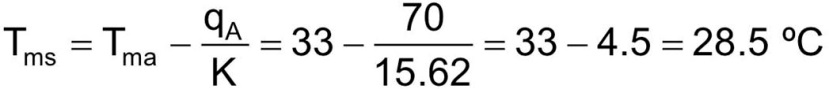 T_ms = T_ma − q_A/K = 33 − 70/15.62 = 33 − 4.5 = 28.5 ºC